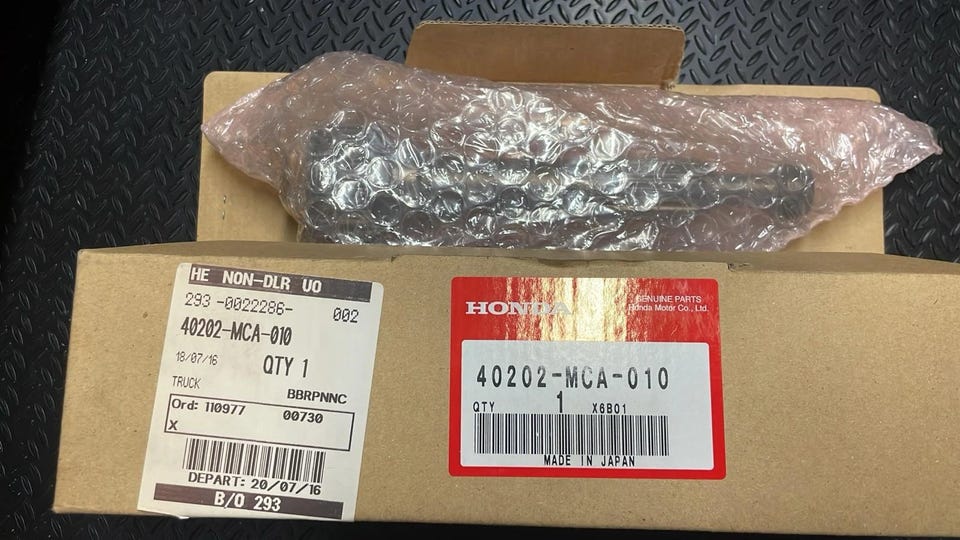 HE NON-DLR UO
293-0022286- 002
40202-MCA-010
18/07/16 QTY 1
TRUCK
BBRPNNC
Ord: 110977 00730
X
DEPART: 20/07/16
B/O 293
HONDA
GENUINE PARTS
Honda Motor Co., Ltd.
40202-MCA-010
QTY 1 X6B01
MADE IN JAPAN